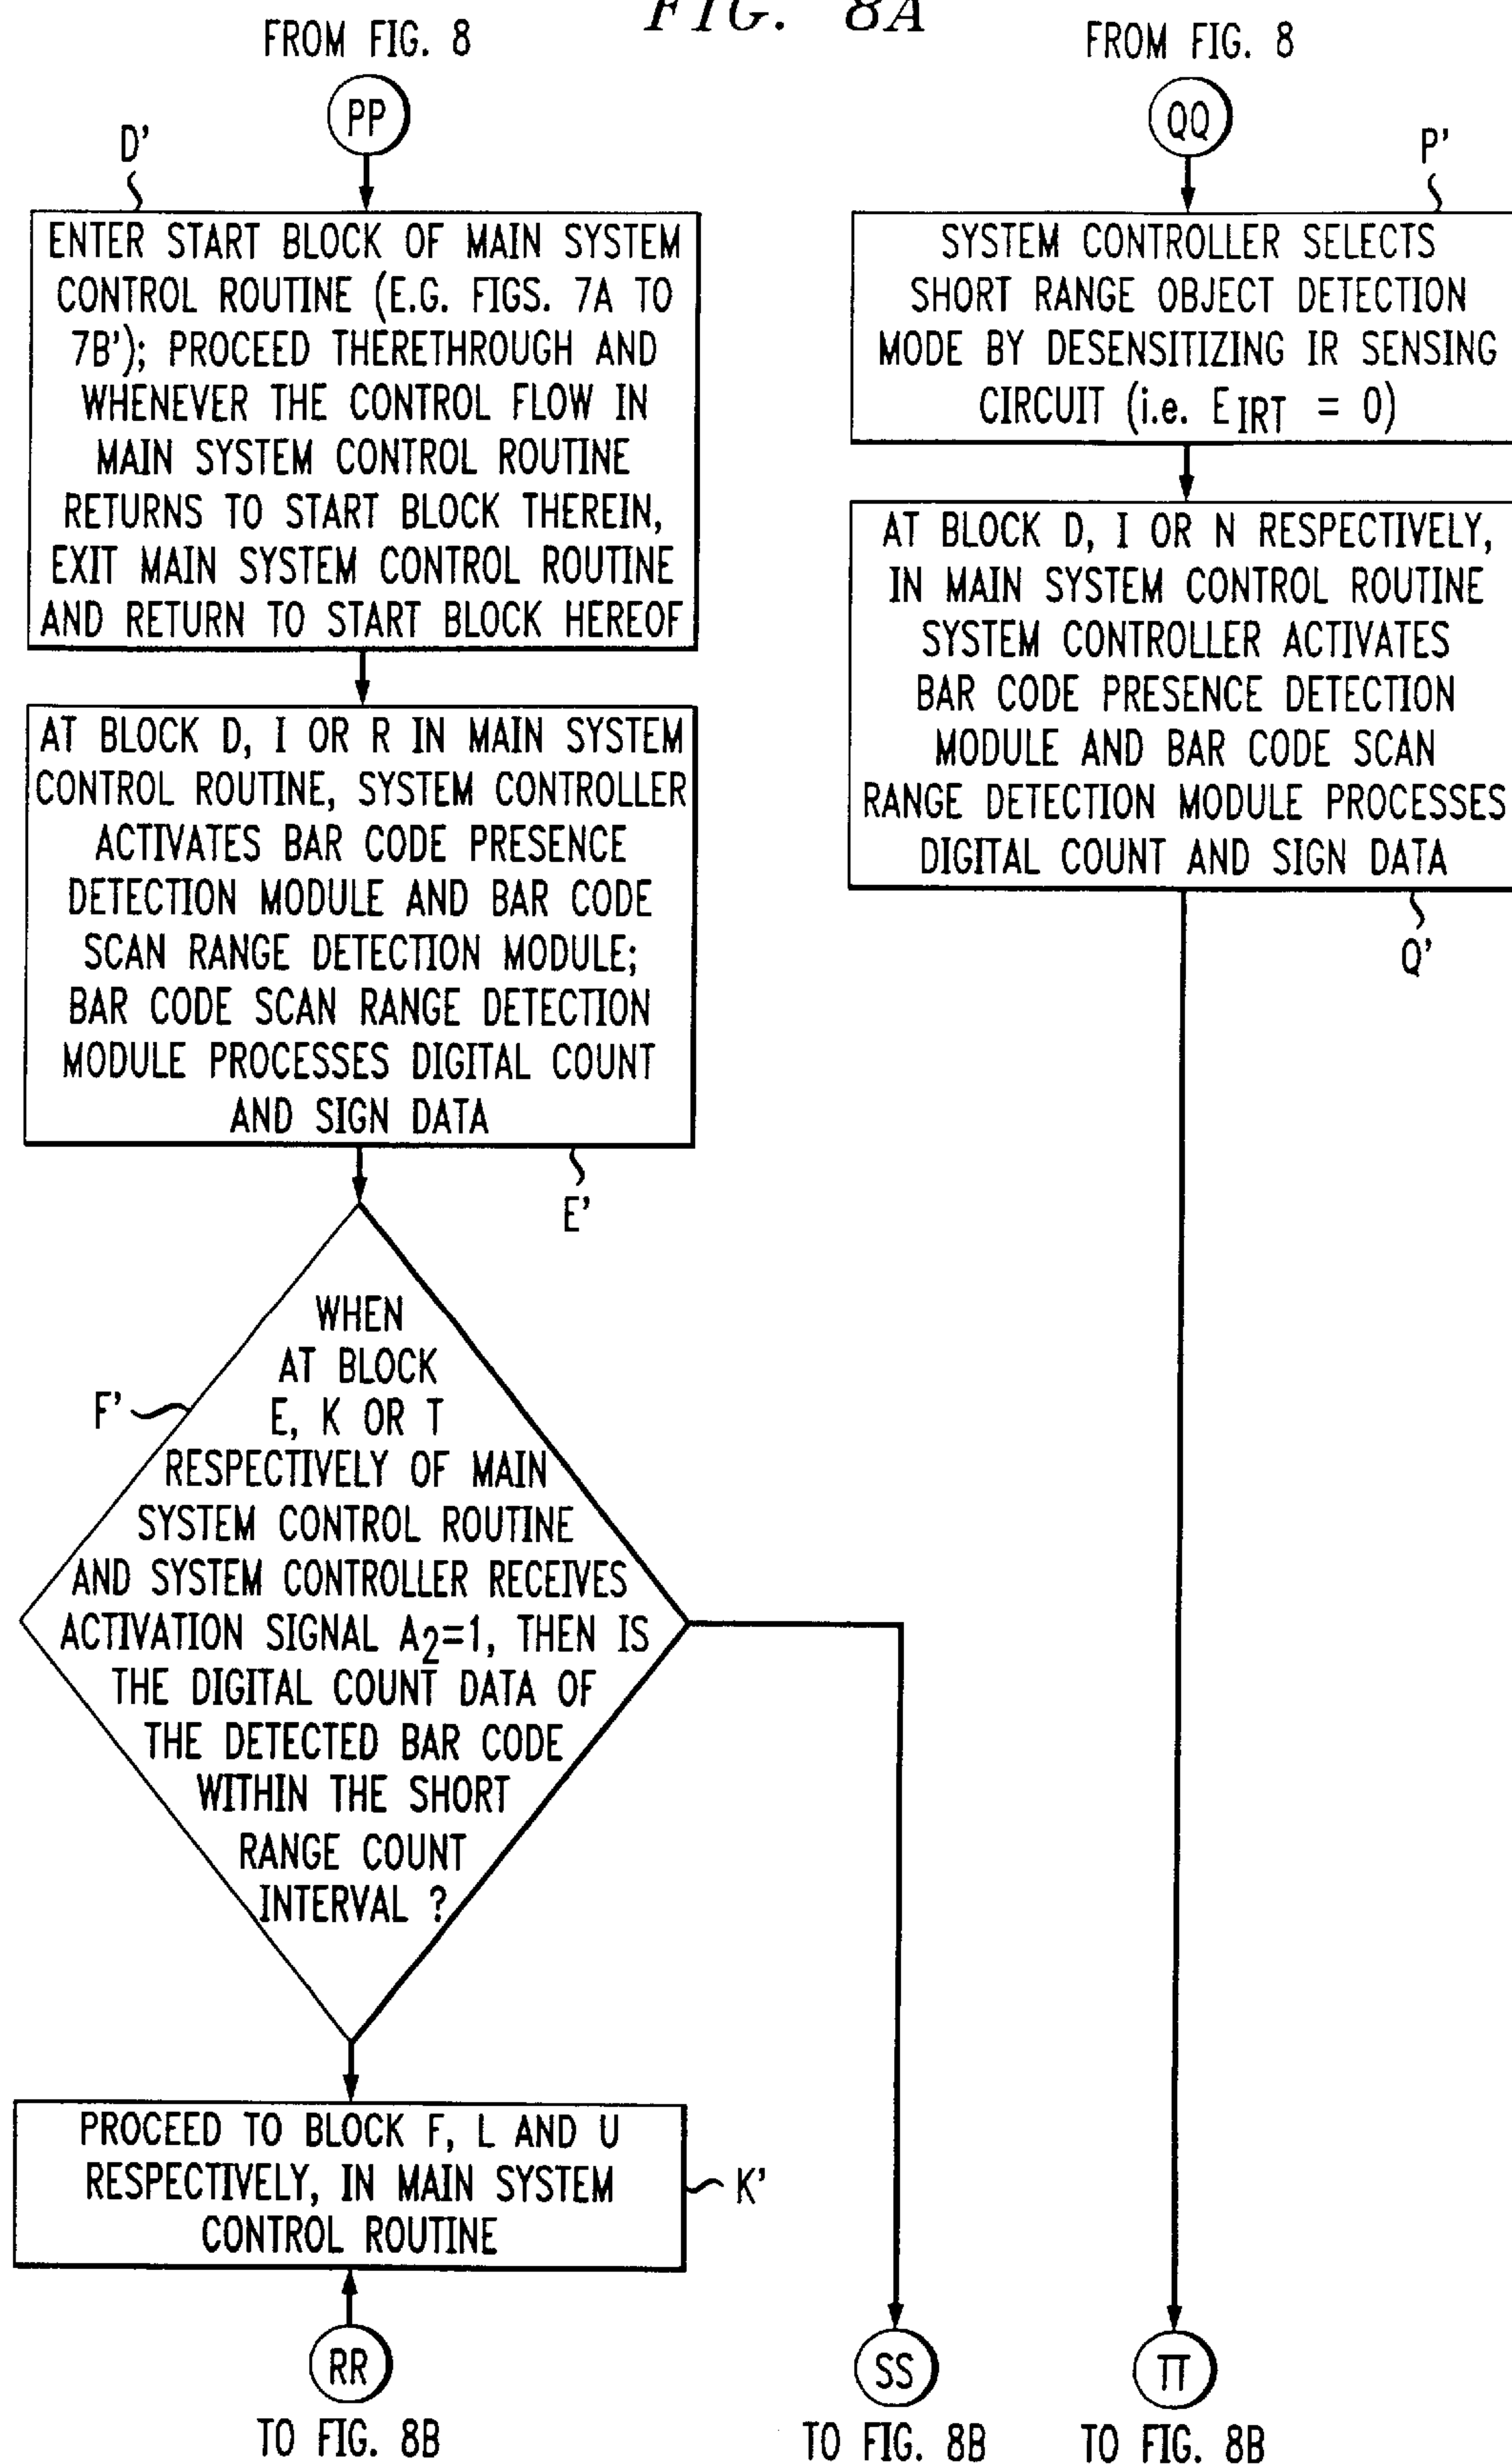 FIG. 8A
FROM FIG. 8
PP
D'
ENTER START BLOCK OF MAIN SYSTEM
CONTROL ROUTINE (E.G. FIGS. 7A TO
7B'); PROCEED THERETHROUGH AND
WHENEVER THE CONTROL FLOW IN
MAIN SYSTEM CONTROL ROUTINE
RETURNS TO START BLOCK THEREIN,
EXIT MAIN SYSTEM CONTROL ROUTINE
AND RETURN TO START BLOCK HEREOF
AT BLOCK D, I OR R IN MAIN SYSTEM
CONTROL ROUTINE, SYSTEM CONTROLLER
ACTIVATES BAR CODE PRESENCE
DETECTION MODULE AND BAR CODE
SCAN RANGE DETECTION MODULE;
BAR CODE SCAN RANGE DETECTION
MODULE PROCESSES DIGITAL COUNT
AND SIGN DATA
E'
WHEN
AT BLOCK
E, K OR T
F'
RESPECTIVELY OF MAIN
SYSTEM CONTROL ROUTINE
AND SYSTEM CONTROLLER RECEIVES
ACTIVATION SIGNAL A2=1, THEN IS
THE DIGITAL COUNT DATA OF
THE DETECTED BAR CODE
WITHIN THE SHORT
RANGE COUNT
INTERVAL ?
PROCEED TO BLOCK F, L AND U
RESPECTIVELY, IN MAIN SYSTEM
CONTROL ROUTINE
K'
RR
TO FIG. 8B
SS
TO FIG. 8B
FROM FIG. 8
QQ
P'
SYSTEM CONTROLLER SELECTS
SHORT RANGE OBJECT DETECTION
MODE BY DESENSITIZING IR SENSING
CIRCUIT (i.e. EIRT = 0)
AT BLOCK D, I OR N RESPECTIVELY,
IN MAIN SYSTEM CONTROL ROUTINE
SYSTEM CONTROLLER ACTIVATES
BAR CODE PRESENCE DETECTION
MODULE AND BAR CODE SCAN
RANGE DETECTION MODULE PROCESSES
DIGITAL COUNT AND SIGN DATA
Q'
TT
TO FIG. 8B